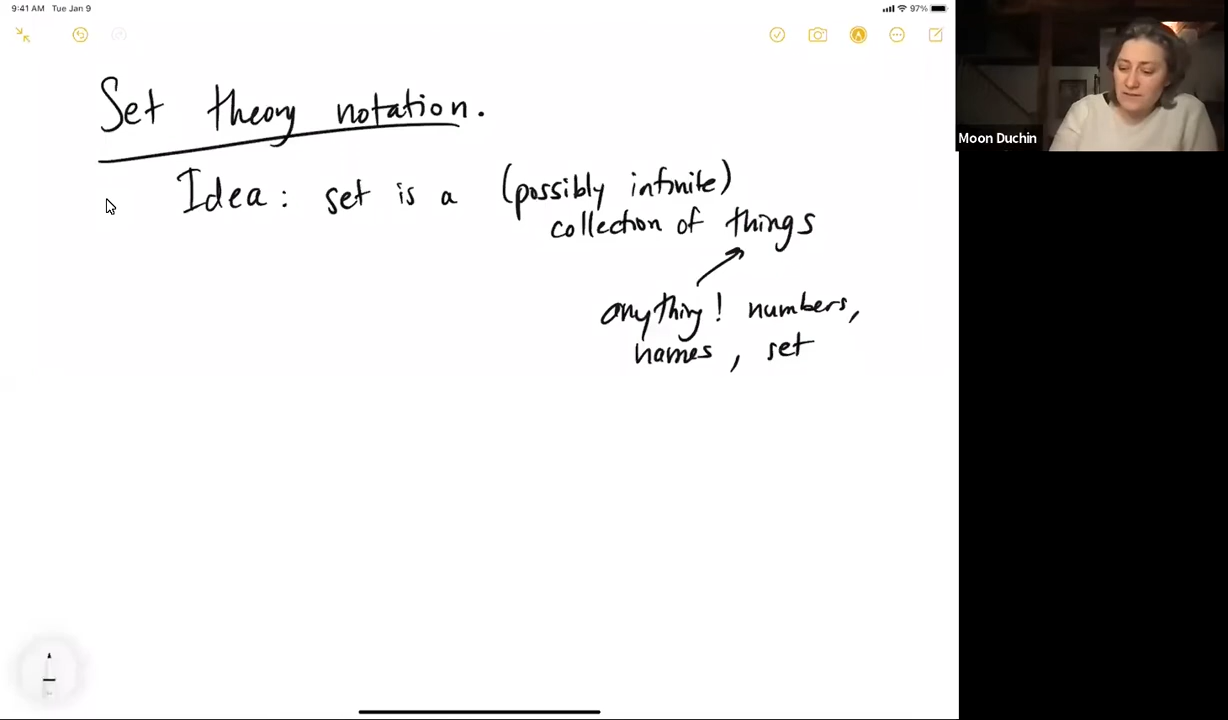 9:41 AM Tue Jan 9
97%
Set theory notation.
Moon Duchin
Idea: set is a (possibly infinite)
collection of things
anything! numbers,
names, set